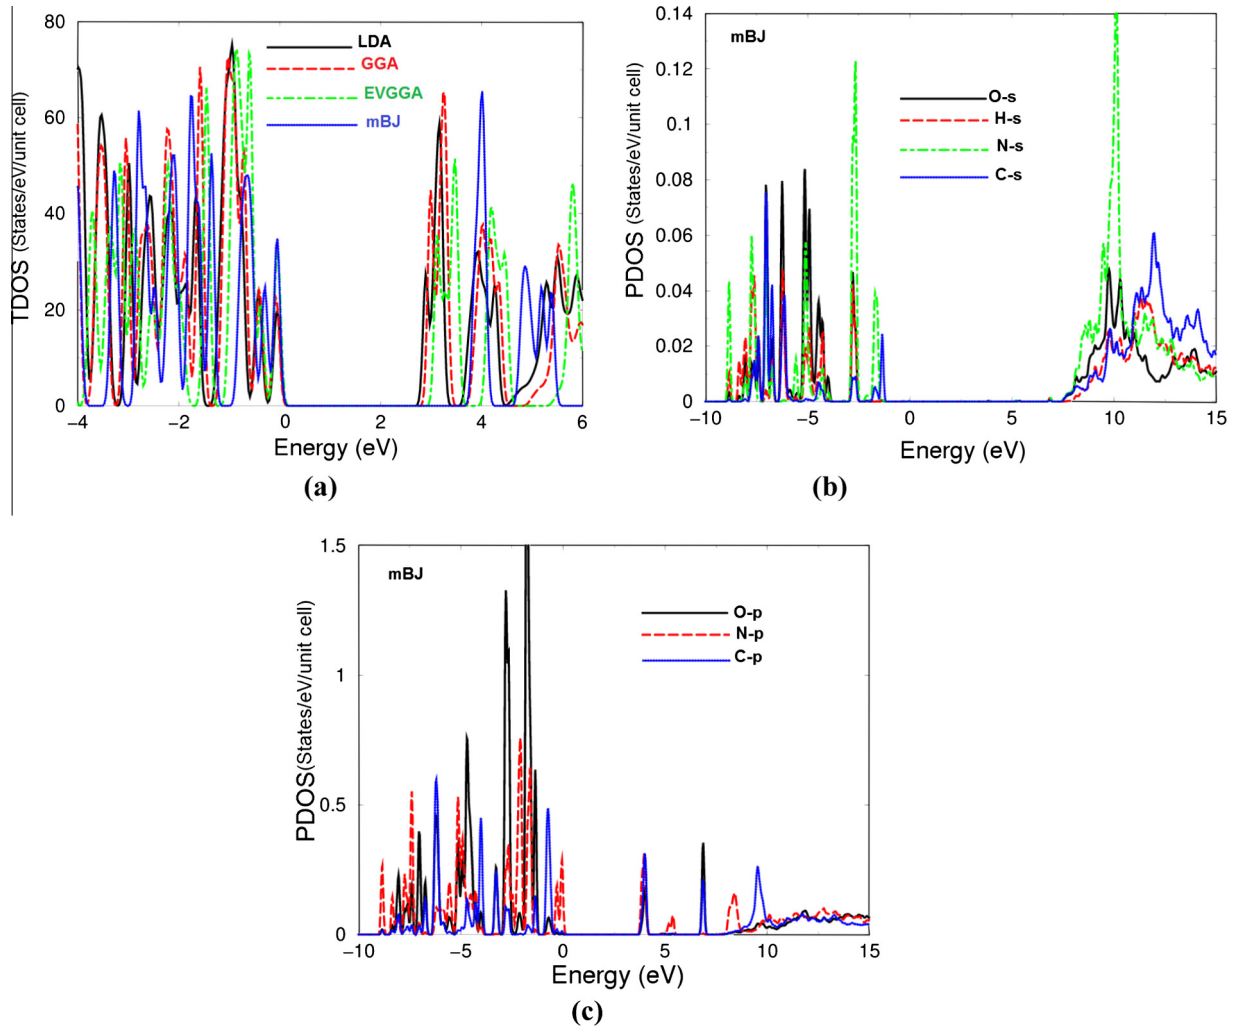 80
60
40
20
0
TDOS (States/eV/unit cell)
LDA
GGA
EVGGA
mBJ
−4 −2 0 2 4 6
Energy (eV)
(a)
0.14
0.12
0.1
0.08
0.06
0.04
0.02
0
PDOS (States/eV/unit cell)
mBJ
O-s
H-s
N-s
C-s
−10 −5 0 5 10 15
Energy (eV)
(b)
1.5
1
0.5
0
PDOS(States/eV/unit cell)
mBJ
O-p
N-p
C-p
−10 −5 0 5 10 15
Energy (eV)
(c)